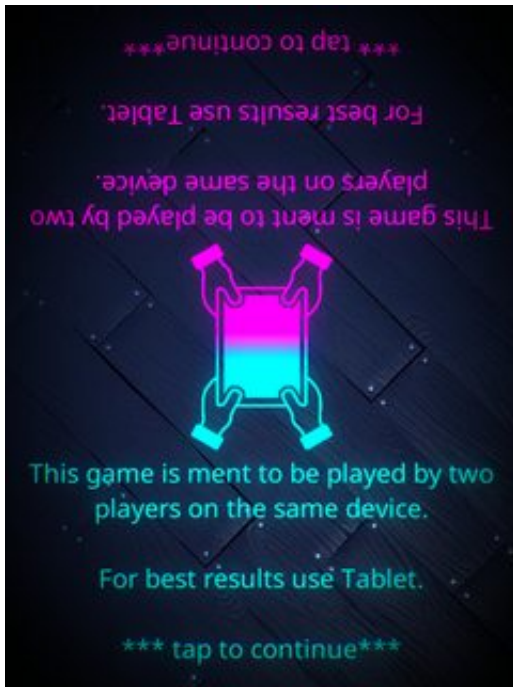 *** tap to continue***
For best results use Tablet.
This game is ment to be played by two
players on the same device.
This game is ment to be played by two
players on the same device.
For best results use Tablet.
*** tap to continue***